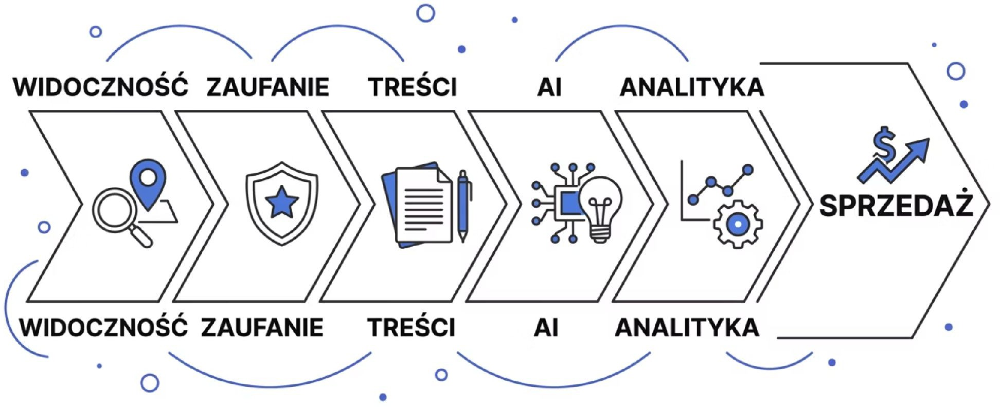 WIDOCZNOŚĆ ZAUFANIE TREŚCI AI ANALITYKA
$
SPRZEDAŻ
WIDOCZNOŚĆ ZAUFANIE TREŚCI AI ANALITYKA